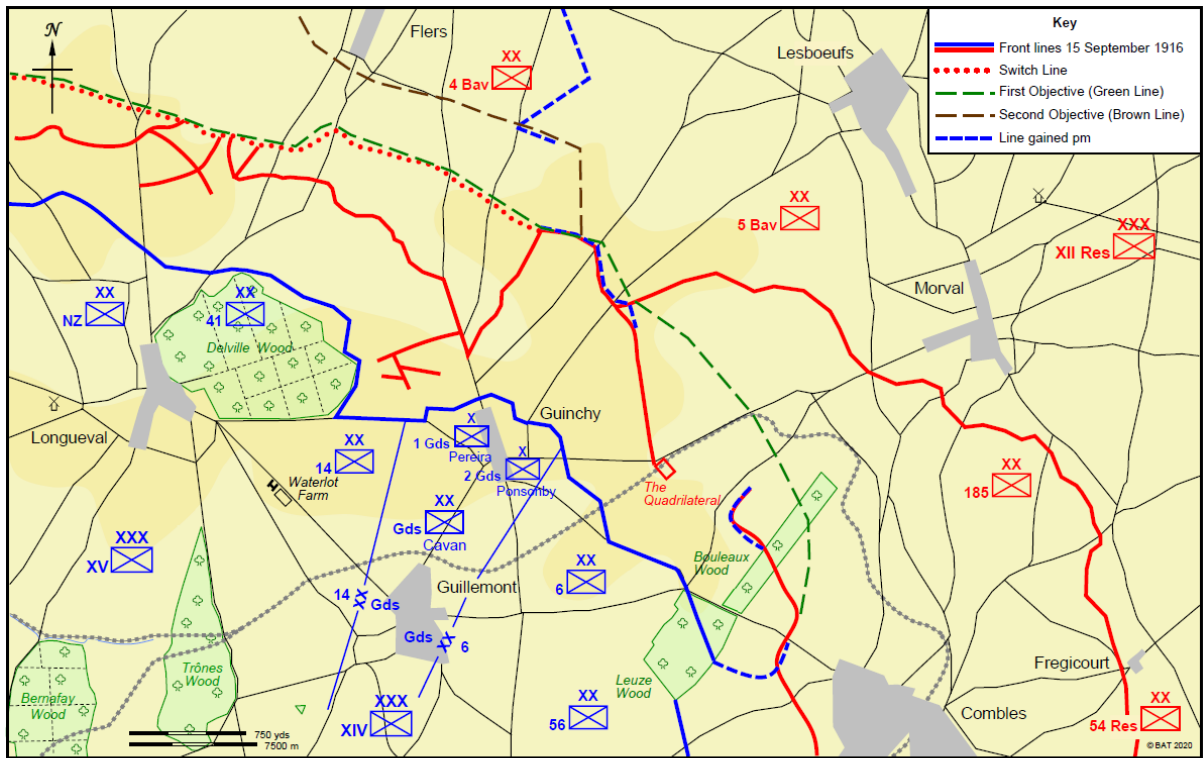 N
Key
Front lines 15 September 1916
Switch Line
First Objective (Green Line)
Second Objective (Brown Line)
Line gained pm
Flers
XX
4 Bav
Lesboeufs
XX
5 Bav
XXX
XII Res
Morval
XX
NZ
XX
41
Delville Wood
Longueval
XX
14
Waterlot
Farm
X
1 Gds
Pereira
Guinchy
X
2 Gds
Ponsonby
The
Quadrilateral
XX
185
XX
Gds
Cavan
XXX
XV
Bouleaux
Wood
XX
6
Guillemont
14 XX Gds
Gds XX 6
Trônes
Wood
Bernafay
Wood
Leuze
Wood
Fregicourt
XXX
XIV
XX
56
Combles
XX
54 Res
750 yds
7500 m
© BAT 2020